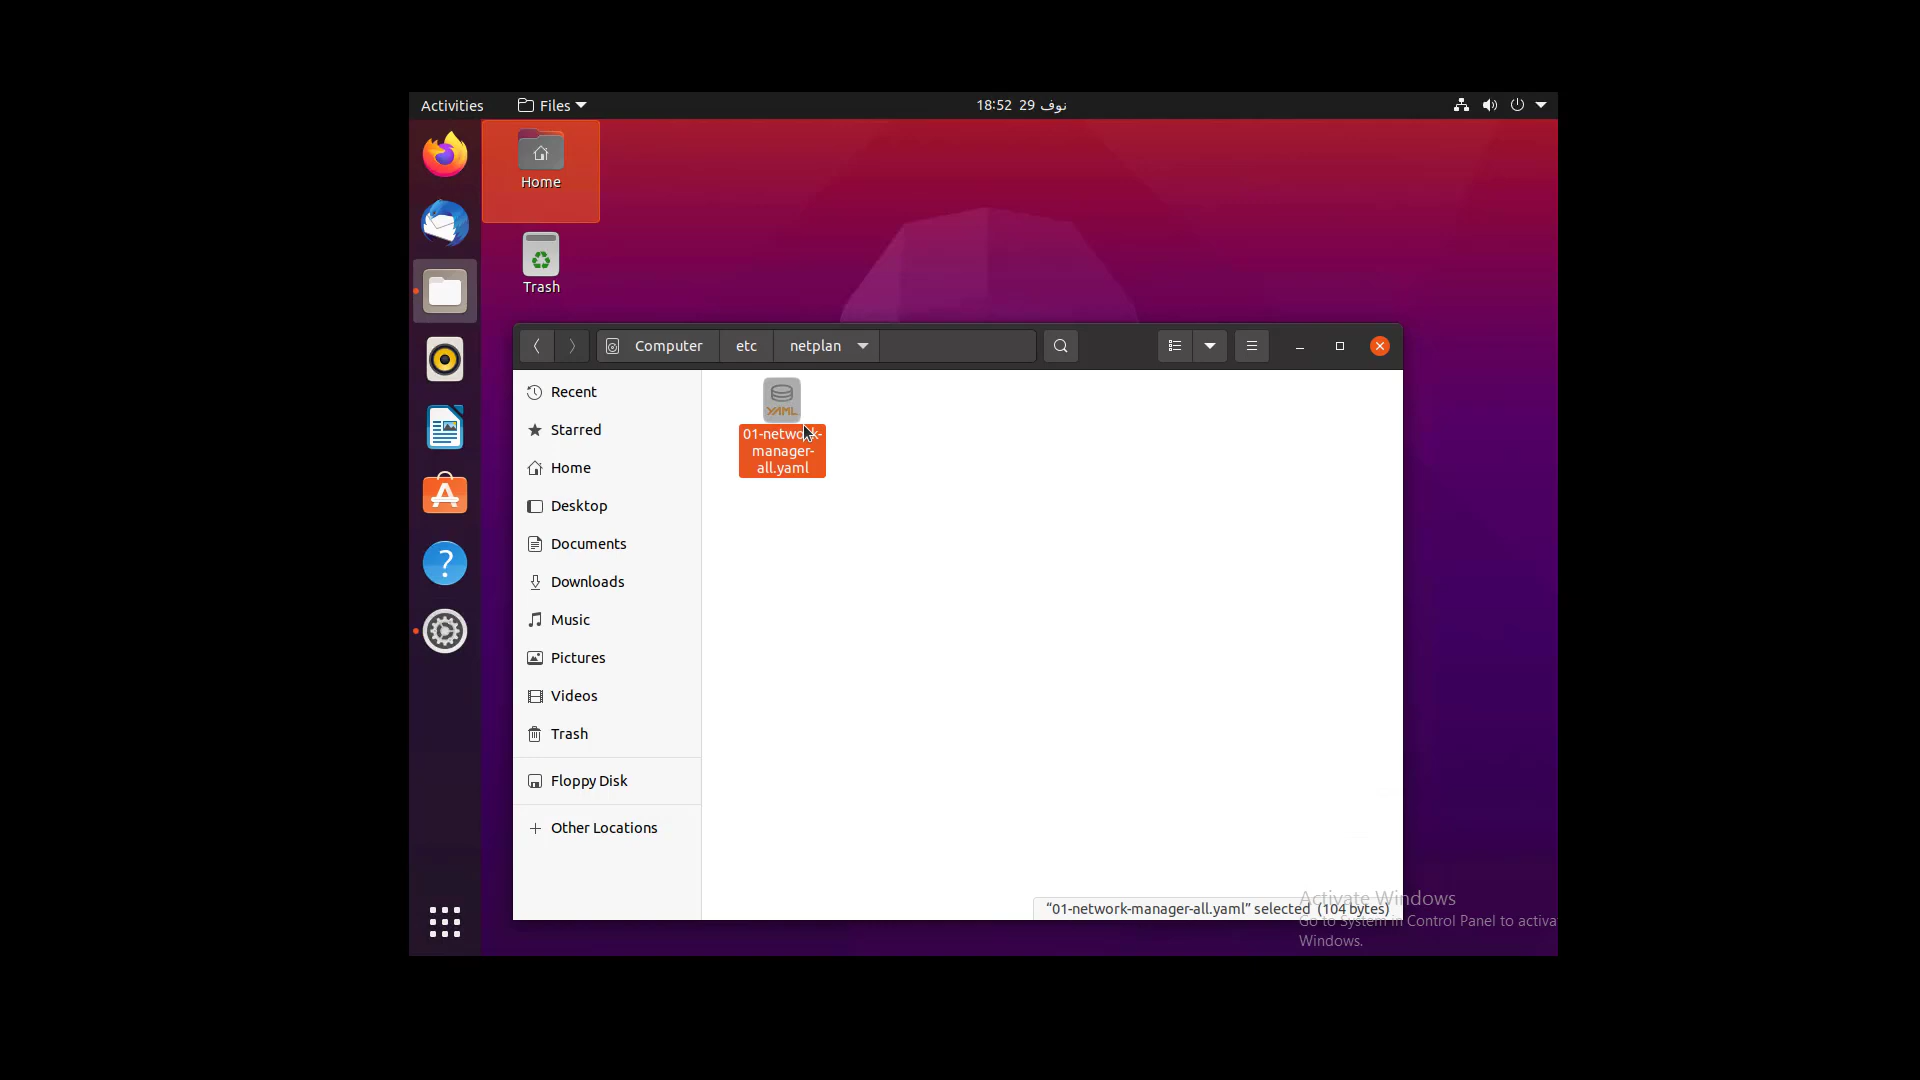 Activities
Files
18:52 29 نوف
Home
Trash
Computer
etc
netplan
Recent
Starred
Home
Desktop
Documents
Downloads
Music
Pictures
Videos
Trash
Floppy Disk
Other Locations
YAML
01-network-
manager-
all.yaml
“01-network-manager-all.yaml” selected (104 bytes)
Activate Windows
Go to System in Control Panel to activa
Windows.